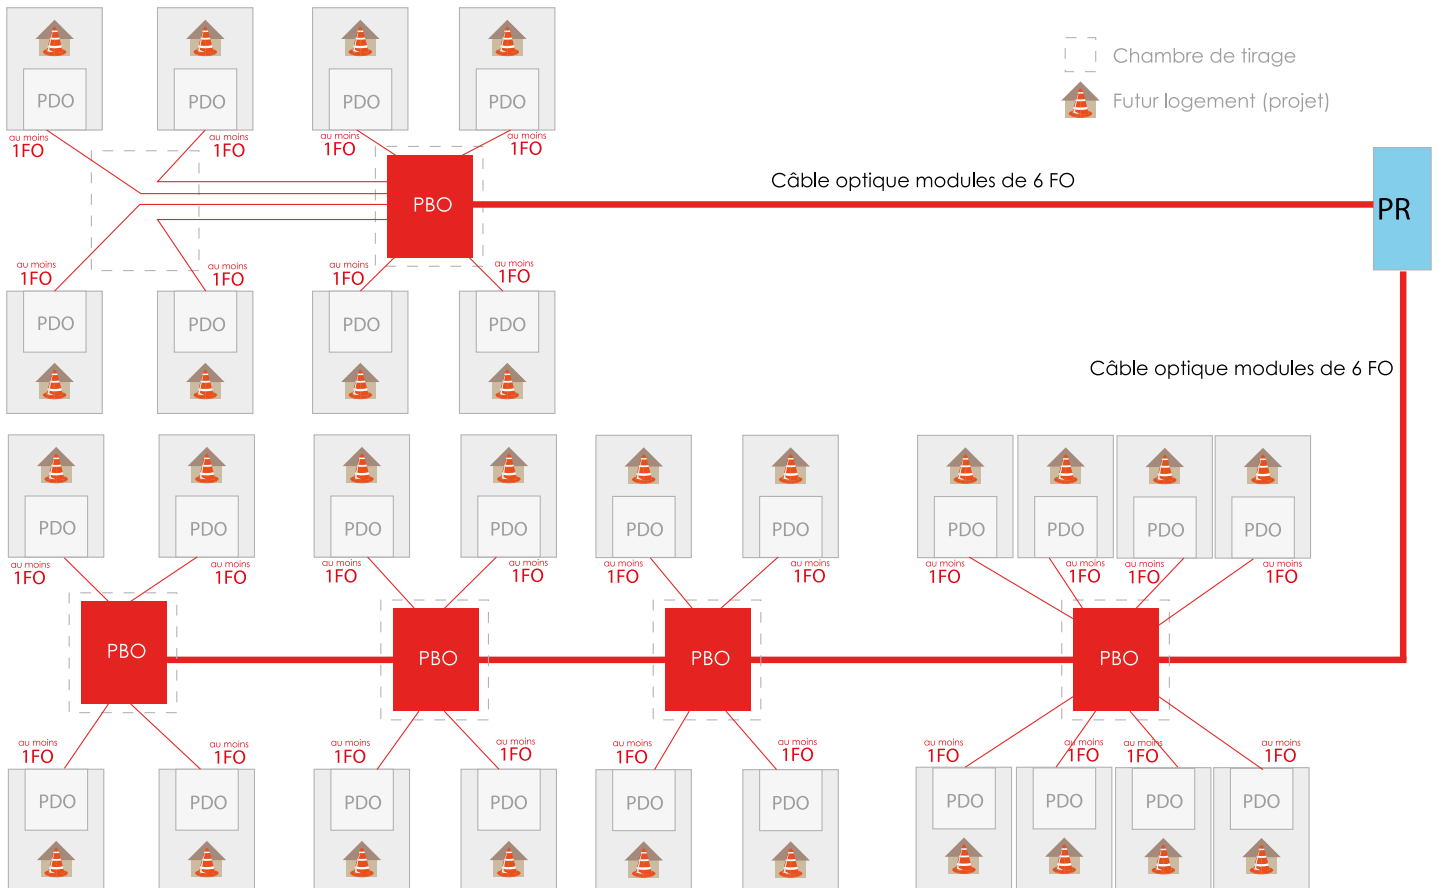 Chambre de tirage
Futur logement (projet)
PDO PDO PDO PDO
au moins au moins au moins au moins
1FO 1FO 1FO 1FO
Câble optique modules de 6 FO
PBO
PR
au moins au moins au moins au moins
1FO 1FO 1FO 1FO
PDO PDO PDO PDO
Câble optique modules de 6 FO
PDO PDO PDO PDO PDO PDO PDO PDO PDO PDO
au moins au moins au moins au moins au moins au moins au moins au moins au moins au moins
1FO 1FO 1FO 1FO 1FO 1FO 1FO 1FO 1FO 1FO
PBO PBO PBO PBO
au moins au moins au moins au moins au moins au moins au moins au moins au moins au moins
1FO 1FO 1FO 1FO 1FO 1FO 1FO 1FO 1FO 1FO
PDO PDO PDO PDO PDO PDO PDO PDO PDO PDO